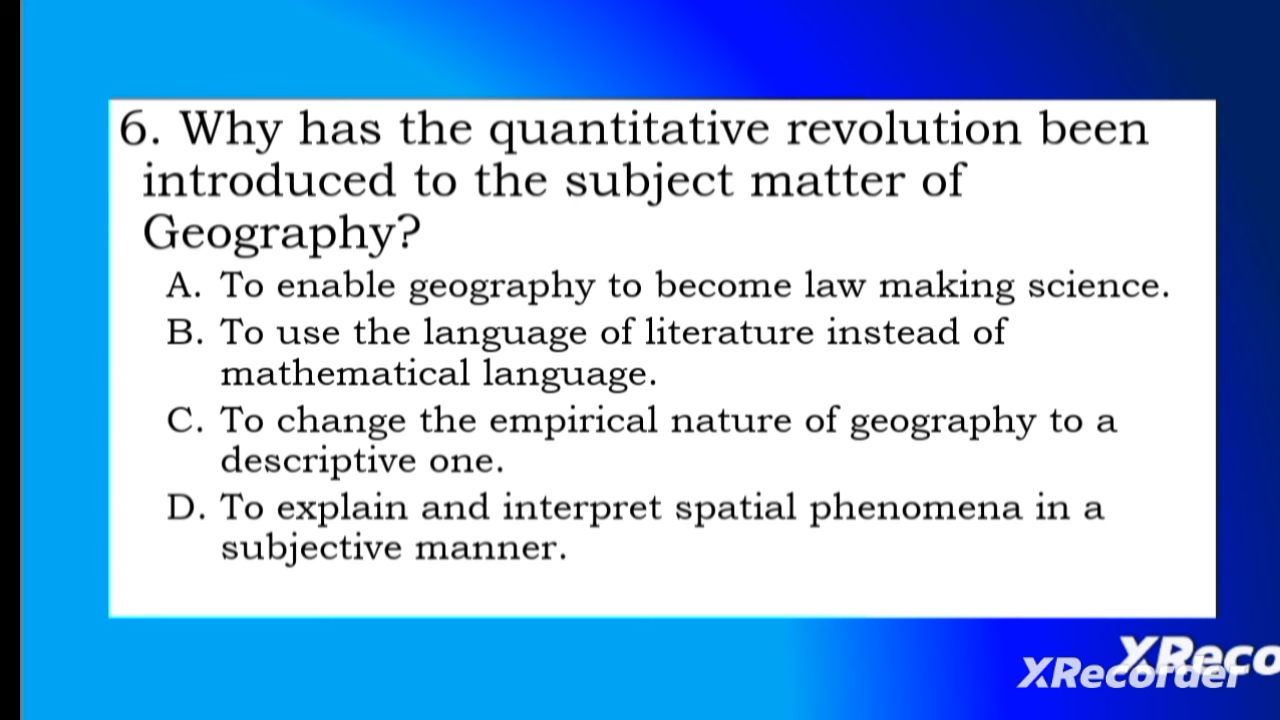 6. Why has the quantitative revolution been
introduced to the subject matter of
Geography?
A. To enable geography to become law making science.
B. To use the language of literature instead of
mathematical language.
C. To change the empirical nature of geography to a
descriptive one.
D. To explain and interpret spatial phenomena in a
subjective manner.
XReco
XRecorder